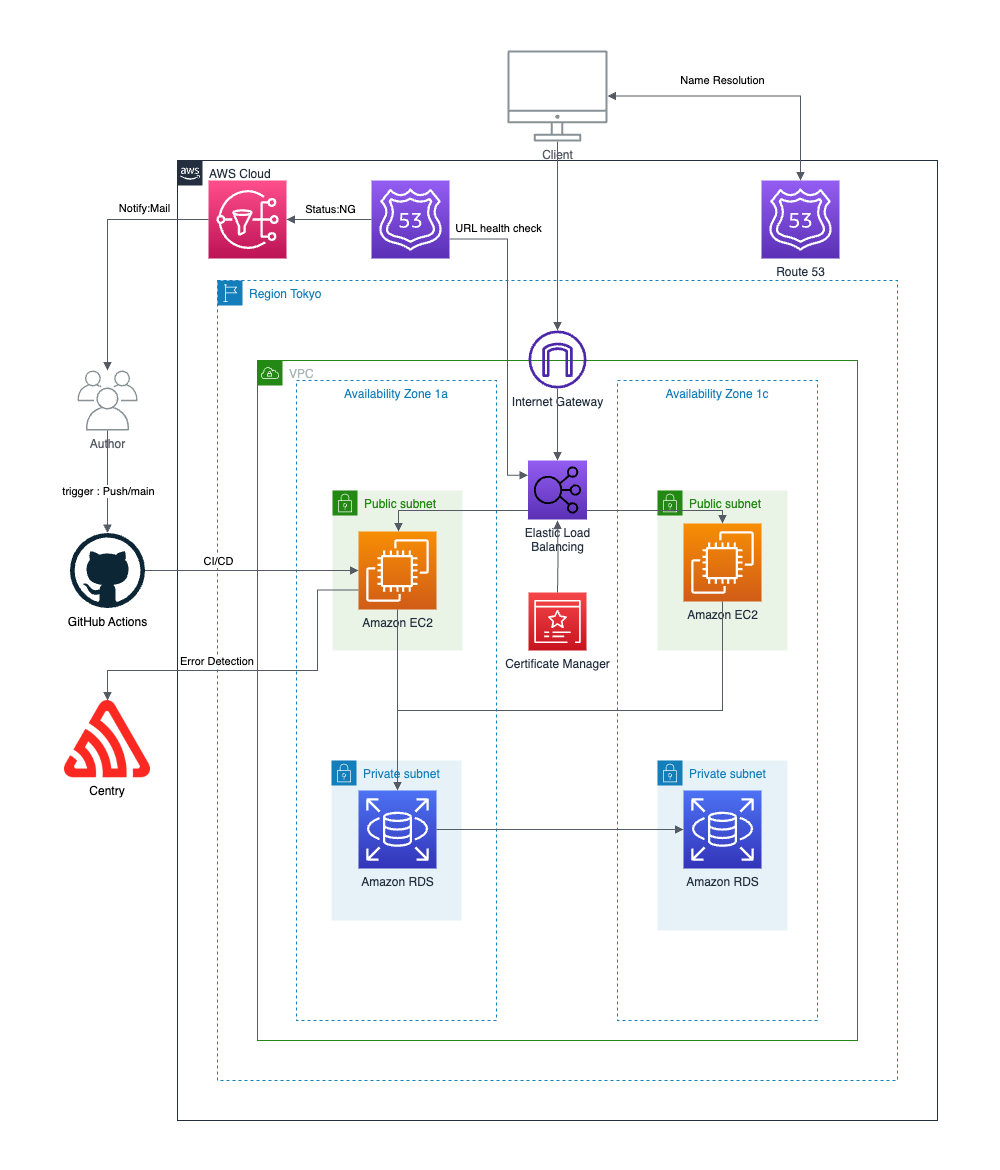 Name Resolution
Client
aws
AWS Cloud
Notify:Mail
Status:NG
53
URL health check
53
Route 53
Region Tokyo
VPC
Availability Zone 1a
Internet Gateway
Availability Zone 1c
Author
trigger : Push/main
Public subnet
Public subnet
Elastic Load
Balancing
CI/CD
GitHub Actions
Amazon EC2
Amazon EC2
Error Detection
Certificate Manager
Centry
Private subnet
Private subnet
Amazon RDS
Amazon RDS